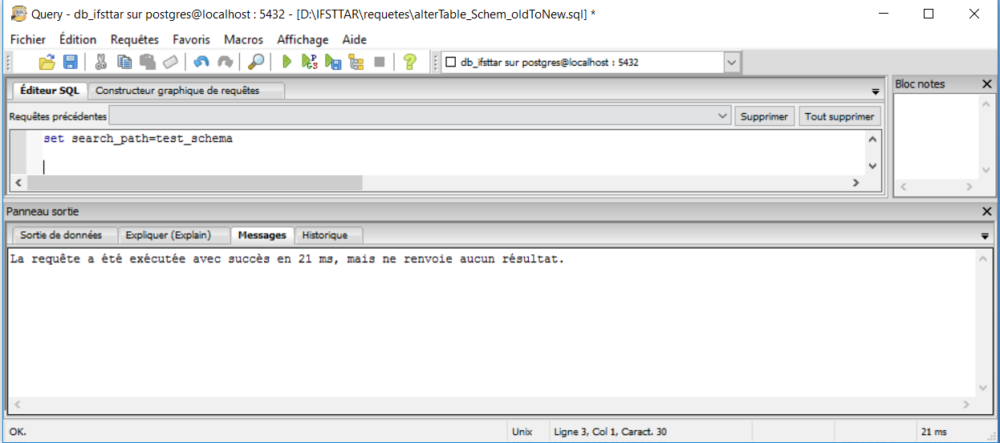 Query - db_ifsttar sur postgres@localhost : 5432 - [D:\IFSTTAR\requetes\alterTable_Schem_oldToNew.sql] *
Fichier Édition Requêtes Favoris Macros Affichage Aide
db_ifsttar sur postgres@localhost : 5432
Éditeur SQL Constructeur graphique de requêtes
Bloc notes
Requêtes précédentes Supprimer Tout supprimer
set search_path=test_schema
Panneau sortie
Sortie de données Expliquer (Explain) Messages Historique
La requête a été exécutée avec succès en 21 ms, mais ne renvoie aucun résultat.
OK. Unix Ligne 3, Col 1, Caract. 30 21 ms